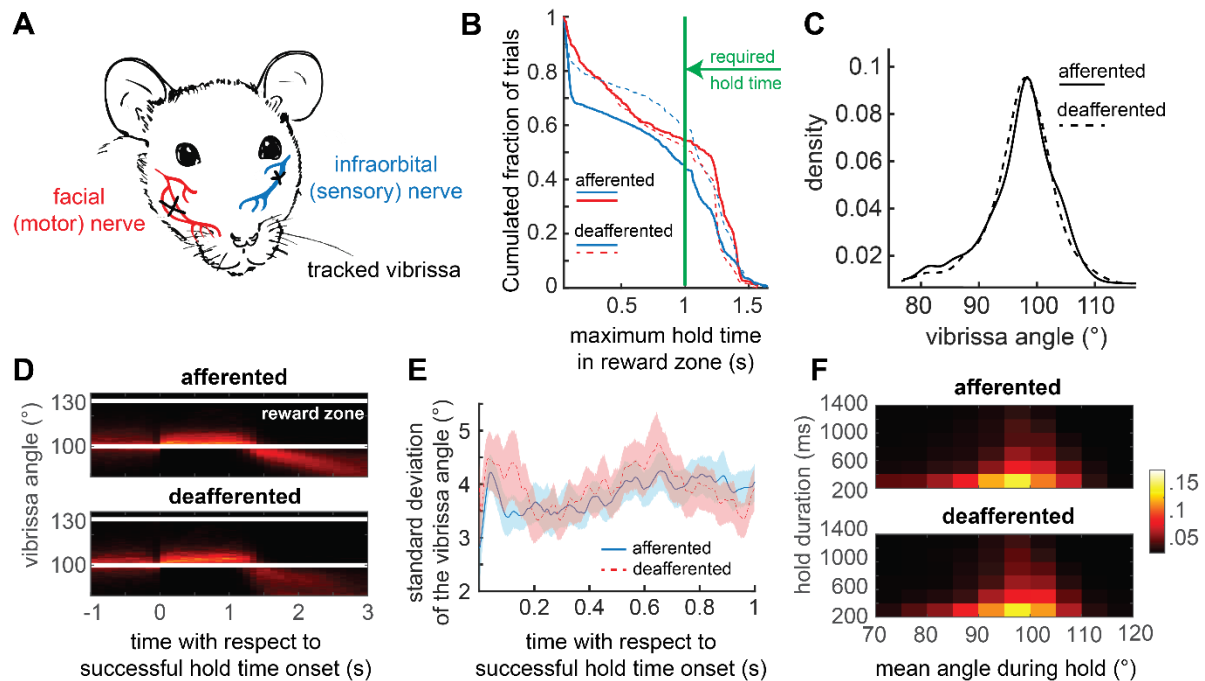 A
facial
(motor) nerve
infraorbital
(sensory) nerve
tracked vibrissa
B
Cumulated fraction of trials
1
0.8
0.6
0.4
0.2
0
required
hold time
afferented
deafferented
0.5
1
1.5
maximum hold time
in reward zone (s)
C
density
0.1
0.08
0.06
0.04
0.02
afferented
deafferented
80
90
100
110
vibrissa angle (°)
D
afferented
vibrissa angle (°)
130
100
reward zone
deafferented
130
100
-1
0
1
2
3
time with respect to
successful hold time onset (s)
E
standard deviation
of the vibrissa angle (°)
5
4
3
2
afferented
deafferented
0.2
0.4
0.6
0.8
1
time with respect to
successful hold time onset (s)
F
afferented
hold duration (ms)
1400
1000
600
200
deafferented
1400
1000
600
200
70
80
90
100
110
120
mean angle during hold (°)
.15
.1
.05